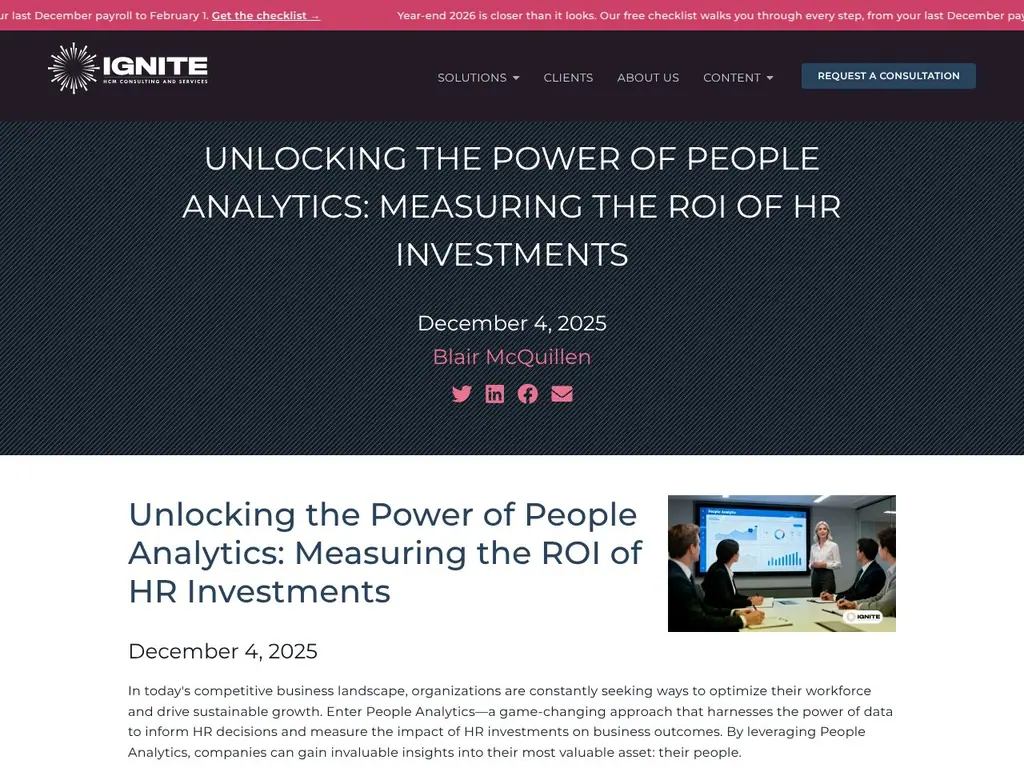 ur last December payroll to February 1. Get the checklist → Year-end 2026 is closer than it looks. Our free checklist walks you through every step, from your last December pay
IGNITE
HCM CONSULTING AND SERVICES
SOLUTIONS CLIENTS ABOUT US CONTENT REQUEST A CONSULTATION
UNLOCKING THE POWER OF PEOPLE
ANALYTICS: MEASURING THE ROI OF HR
INVESTMENTS
December 4, 2025
Blair McQuillen
Unlocking the Power of People
Analytics: Measuring the ROI of
HR Investments
People Analytic
IGNITE
December 4, 2025
In today's competitive business landscape, organizations are constantly seeking ways to optimize their workforce
and drive sustainable growth. Enter People Analytics—a game-changing approach that harnesses the power of data
to inform HR decisions and measure the impact of HR investments on business outcomes. By leveraging People
Analytics, companies can gain invaluable insights into their most valuable asset: their people.